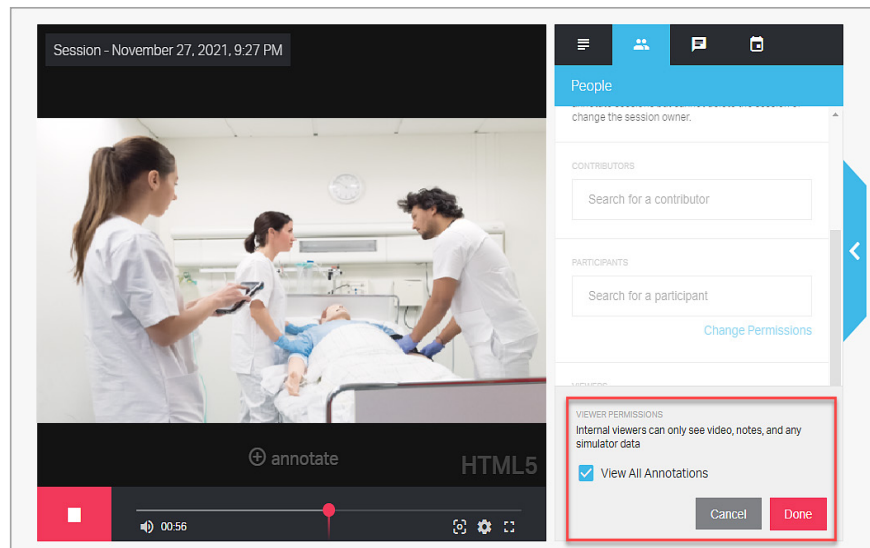 Session - November 27, 2021, 9:27 PM
annotate
HTML5
00:56
People
change the session owner.
CONTRIBUTORS
Search for a contributor
PARTICIPANTS
Search for a participant
Change Permissions
VIEWERS
VIEWER PERMISSIONS
Internal viewers can only see video, notes, and any
simulator data
View All Annotations
Cancel
Done